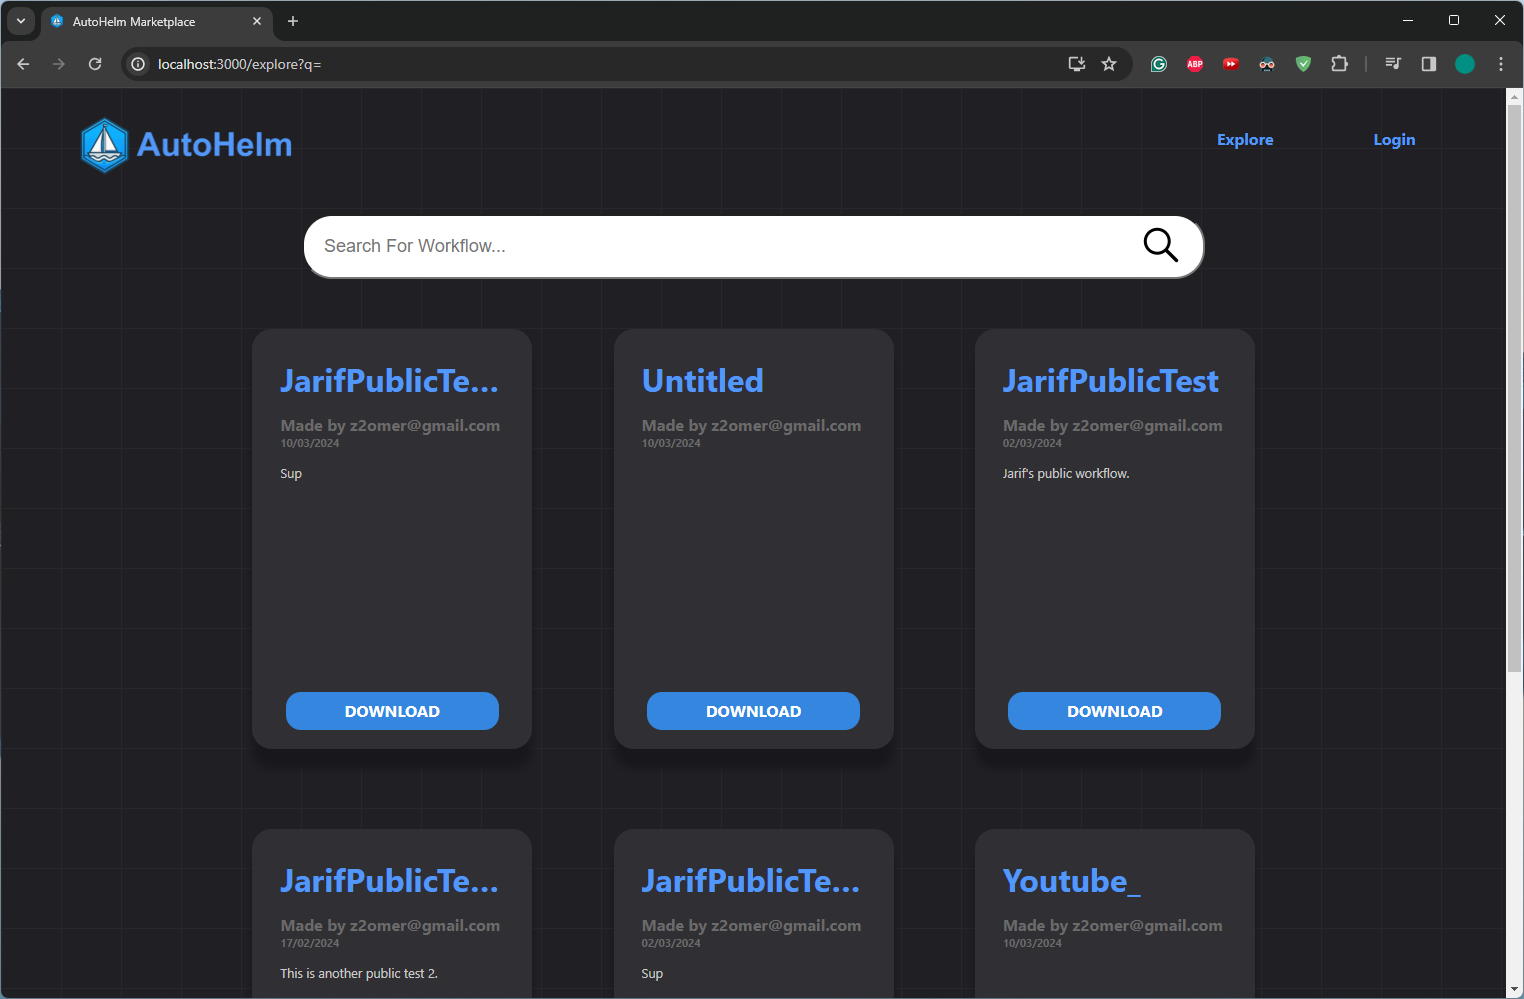 AutoHelm Marketplace
localhost:3000/explore?q=
ABP
AutoHelm
Explore
Login
Search For Workflow...
JarifPublicTe...
Made by z2omer@gmail.com
10/03/2024
Sup
DOWNLOAD
Untitled
Made by z2omer@gmail.com
10/03/2024
DOWNLOAD
JarifPublicTest
Made by z2omer@gmail.com
02/03/2024
Jarif's public workflow.
DOWNLOAD
JarifPublicTe...
Made by z2omer@gmail.com
17/02/2024
This is another public test 2.
JarifPublicTe...
Made by z2omer@gmail.com
02/03/2024
Sup
Youtube_
Made by z2omer@gmail.com
10/03/2024